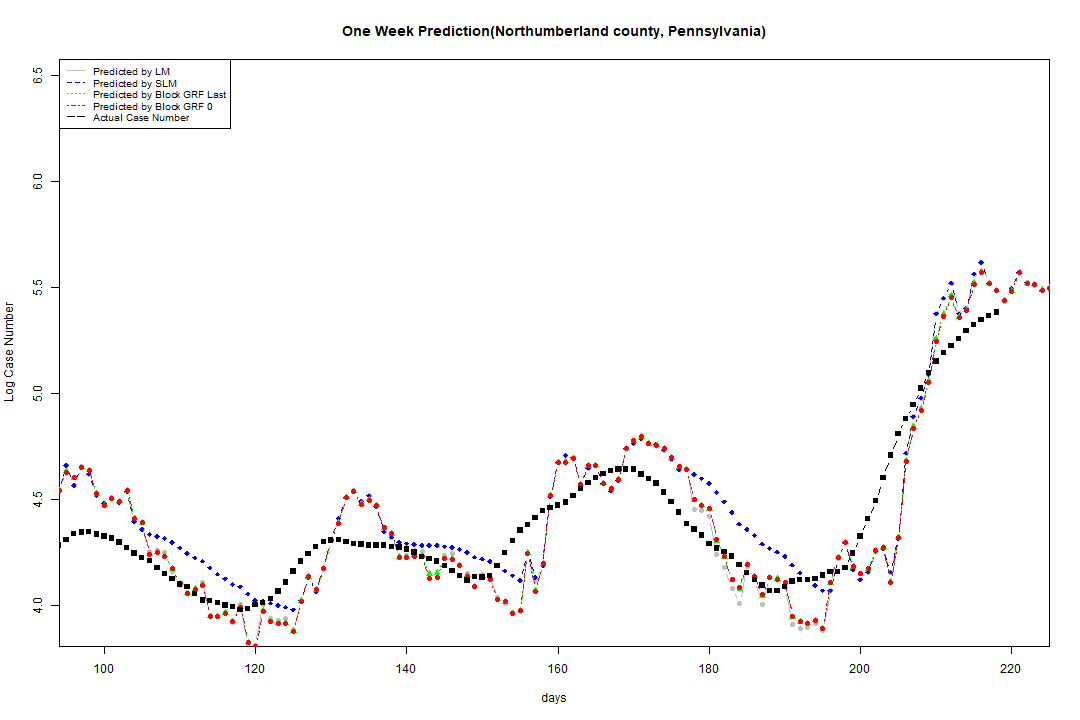 One Week Prediction(Northumberland county, Pennsylvania)
Predicted by LM
Predicted by SLM
Predicted by Block GRF Last
Predicted by Block GRF 0
Actual Case Number
6.5
6.0
5.5
5.0
4.5
4.0
Log Case Number
100 120 140 160 180 200 220
days